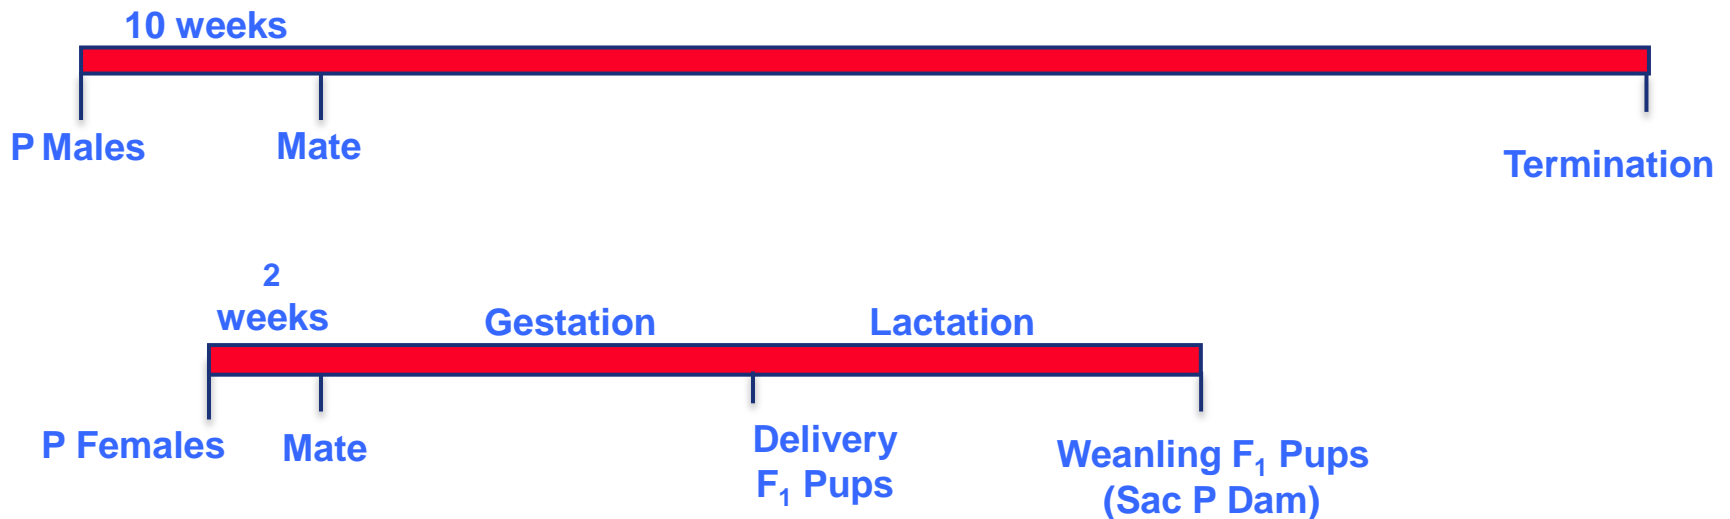 10 weeks
P Males
Mate
Termination
2
weeks
Gestation
Lactation
P Females
Mate
Delivery
F₁ Pups
Weanling F₁ Pups
(Sac P Dam)